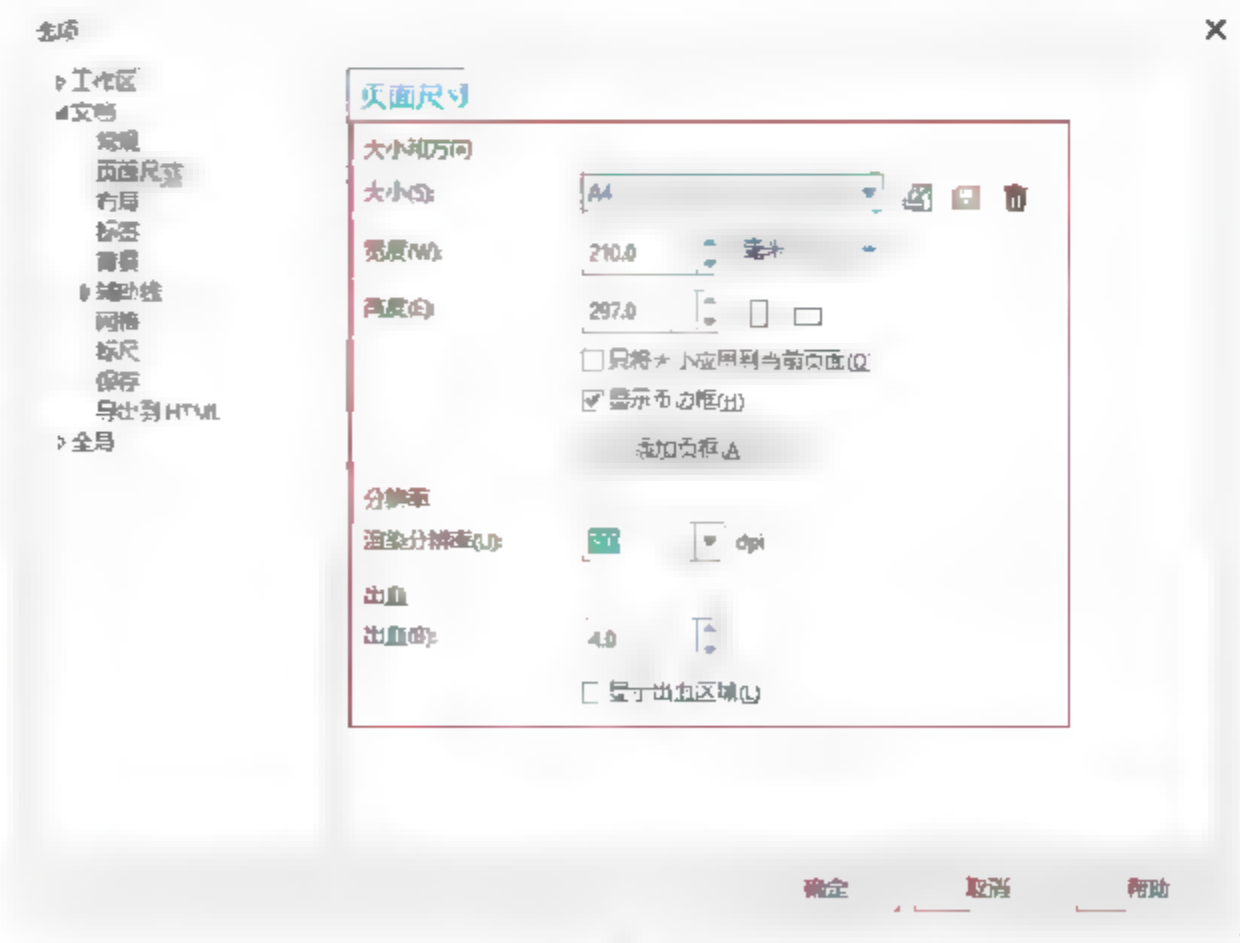 选项
工作区
文档
常规
页面尺寸
布局
标签
背景
辅助线
网格
标尺
保存
导出到 HTML
全局
页面尺寸
大小和方向
大小(S):
A4
宽度(W):
210.0
毫米
高度(E):
297.0
只将大小应用到当前页面(O)
显示页边框(H)
添加页框(A)
分辨率
渲染分辨率(U):
dpi
出血
出血(B):
4.0
显示出血区域(L)
确定
取消
帮助